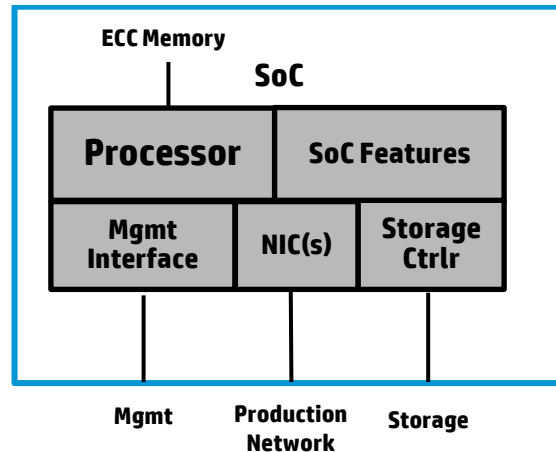 ECC Memory
SoC
Processor
SoC Features
Mgmt
Interface
NIC(s)
Storage
Ctrlr
Mgmt
Production
Network
Storage